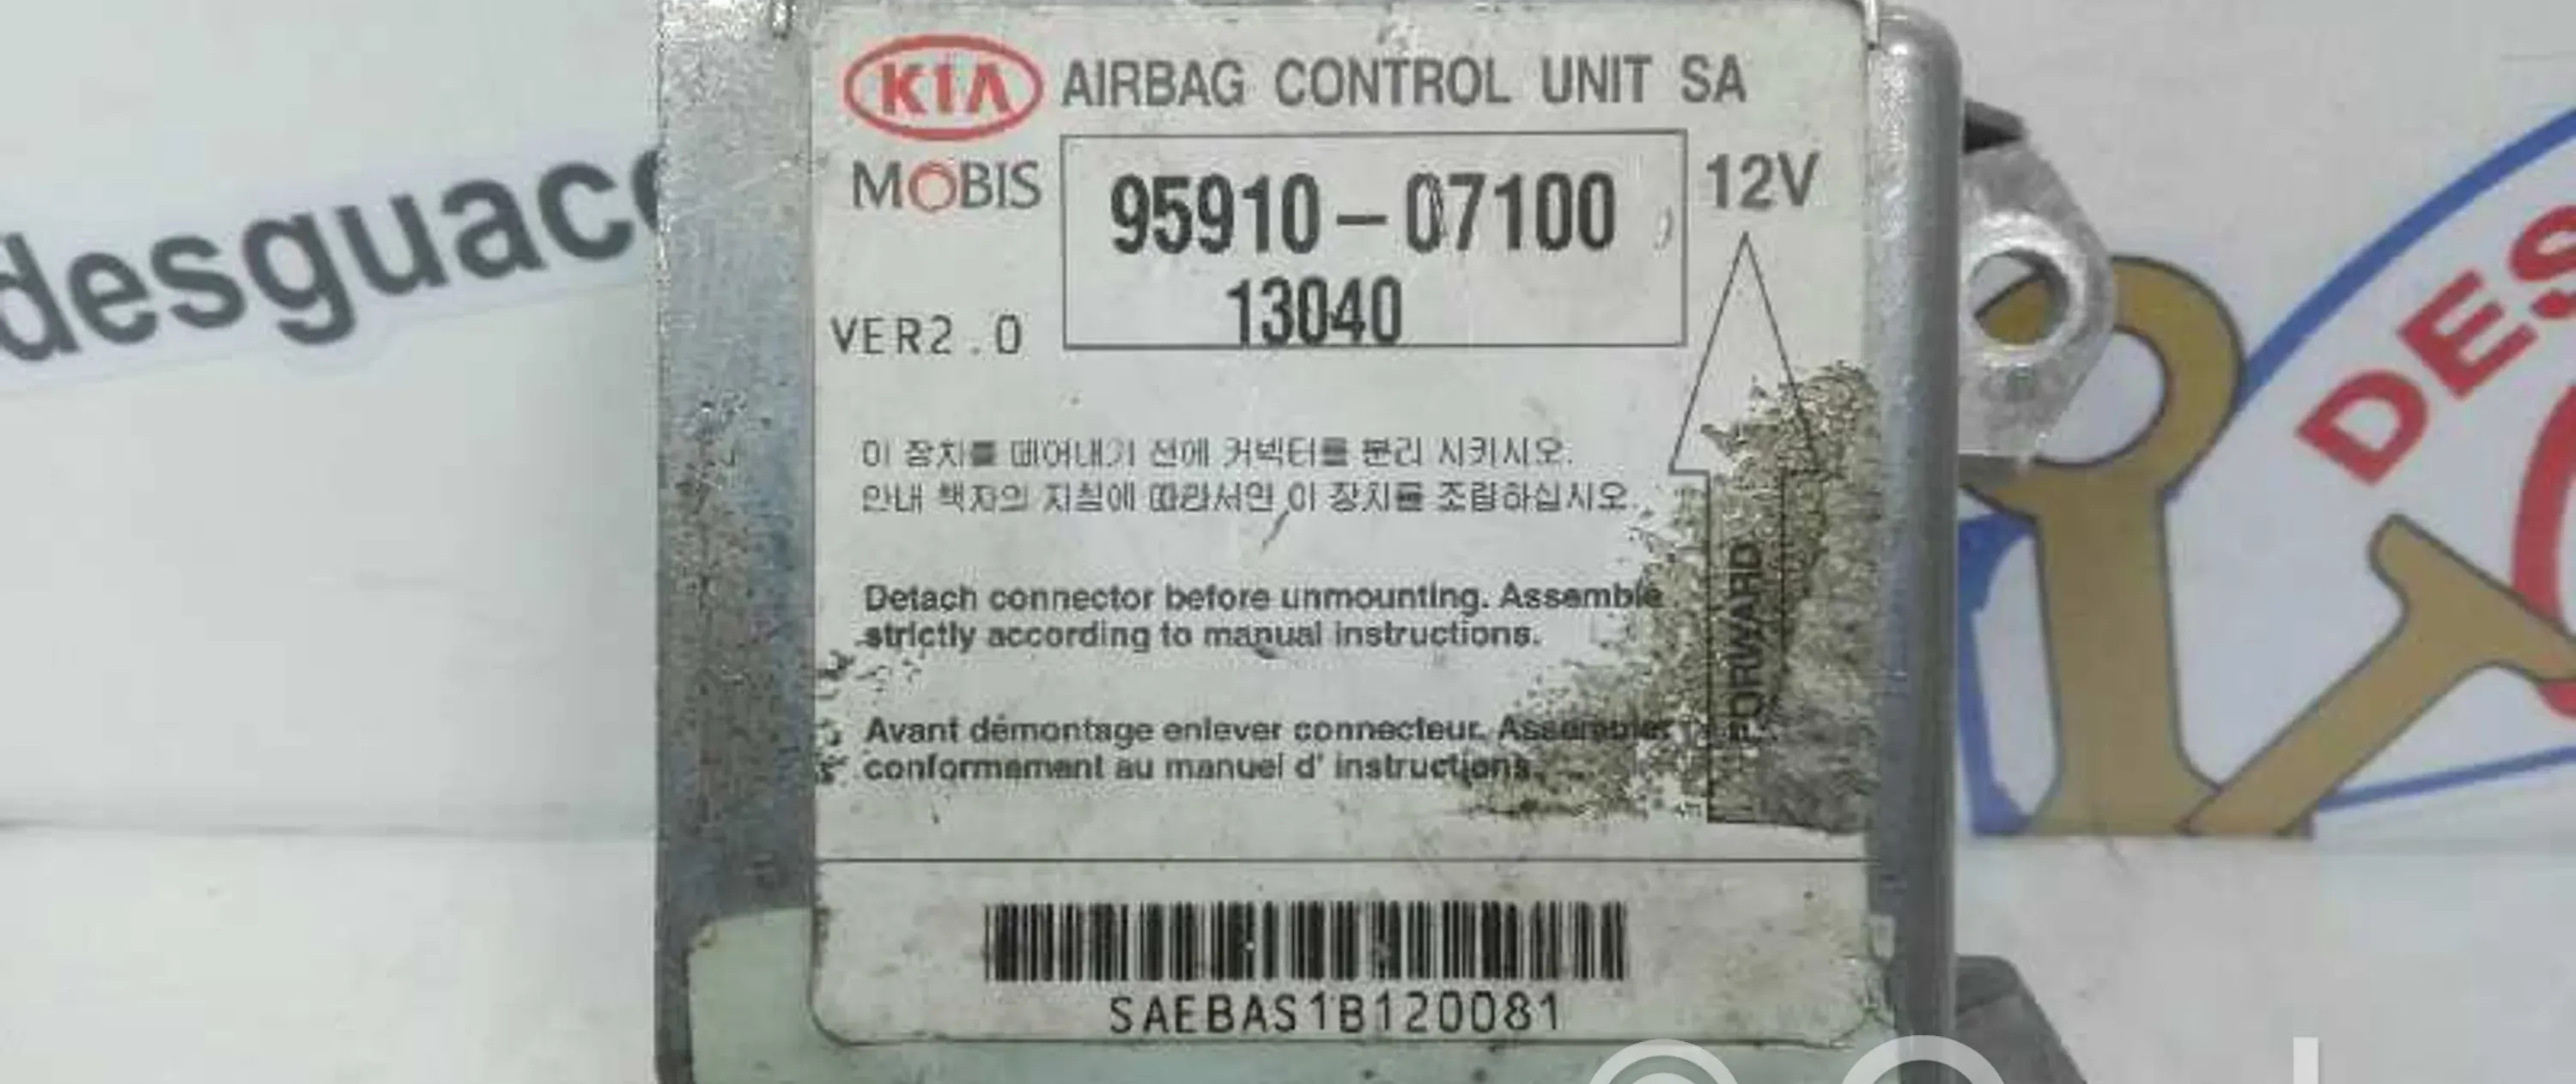 desguac
KIA AIRBAG CONTROL UNIT SA
MOBIS 95910-07100 12V
13040
VER2.0
이 장치를 떼어내기 전에 커넥터를 분리 시키시오.
안내 책자의 지침에 따라서만 이 장치를 조립하십시오.
Detach connector before unmounting. Assemble
strictly according to manual instructions.
Avant démontage enlever connecteur. Assembler
conformement au manuel d' instructions.
FORWARD
SAEBAS1B120081
DES